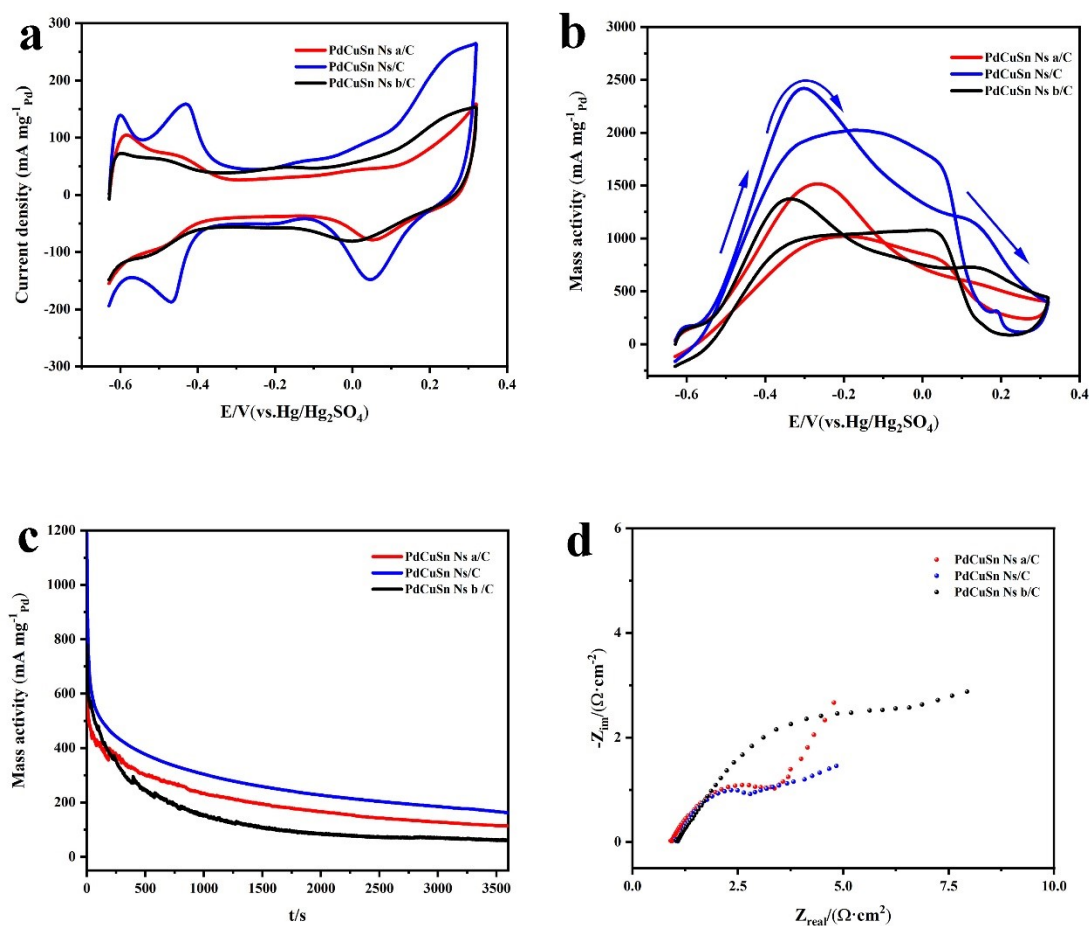 a
300
200
100
0
-100
-200
-300
Current density (mA mg⁻¹Pd)
PdCuSn Ns a/C
PdCuSn Ns/C
PdCuSn Ns b/C
-0.6 -0.4 -0.2 0.0 0.2 0.4
E/V(vs.Hg/Hg₂SO₄)
b
3000
2500
2000
1500
1000
500
0
Mass activity (mA mg⁻¹Pd)
PdCuSn Ns a/C
PdCuSn Ns/C
PdCuSn Ns b/C
-0.6 -0.4 -0.2 0.0 0.2 0.4
E/V(vs.Hg/Hg₂SO₄)
c
1200
1000
800
600
400
200
0
Mass activity (mA mg⁻¹Pd)
PdCuSn Ns a/C
PdCuSn Ns/C
PdCuSn Ns b /C
0 500 1000 1500 2000 2500 3000 3500
t/s
d
6
4
2
0
-Zim/(Ω·cm⁻²)
PdCuSn Ns a/C
PdCuSn Ns/C
PdCuSn Ns b/C
0.0 2.5 5.0 7.5 10.0
Zreal/(Ω·cm²)